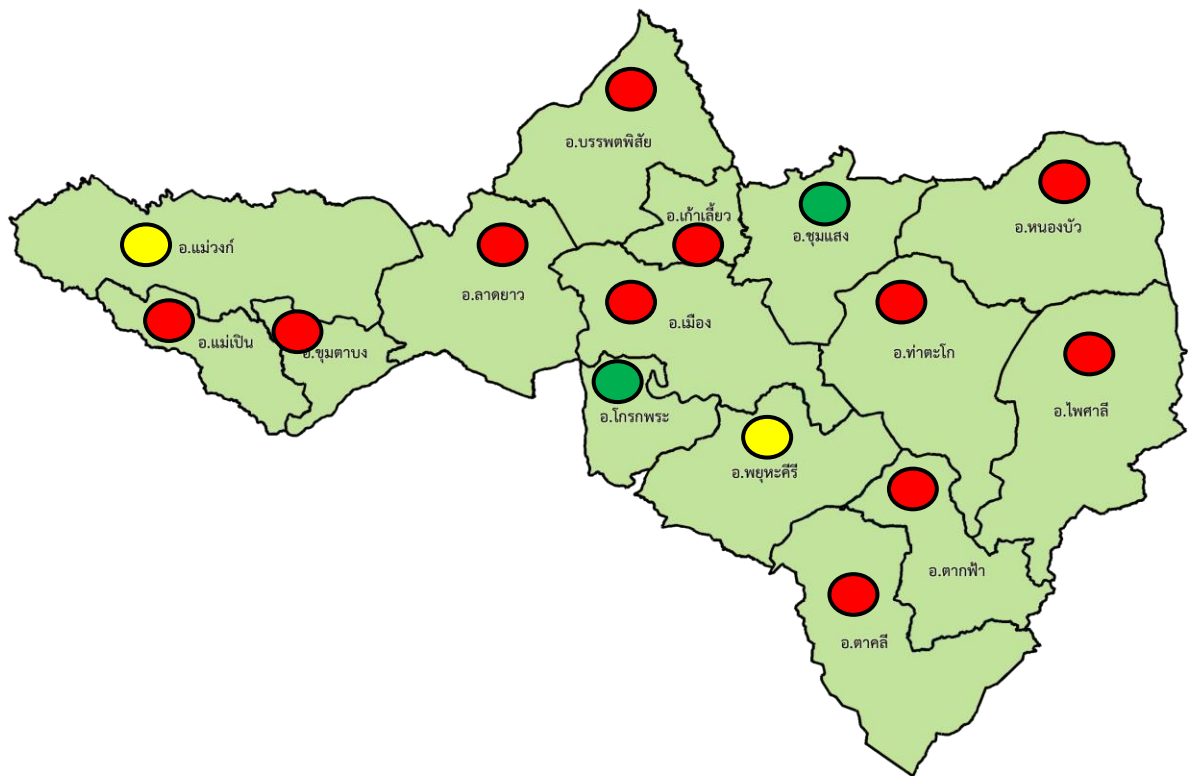 อ.บรรพตพิสัย
อ.เก้าเลี้ยว
อ.ชุมแสง
อ.หนองบัว
อ.แม่วงก์
อ.ลาดยาว
อ.เมือง
อ.แม่เปิน
อ.ชุมตาบง
อ.ท่าตะโก
อ.ไพศาลี
อ.โกรกพระ
อ.พยุหะคีรี
อ.ตากฟ้า
อ.ตาคลี